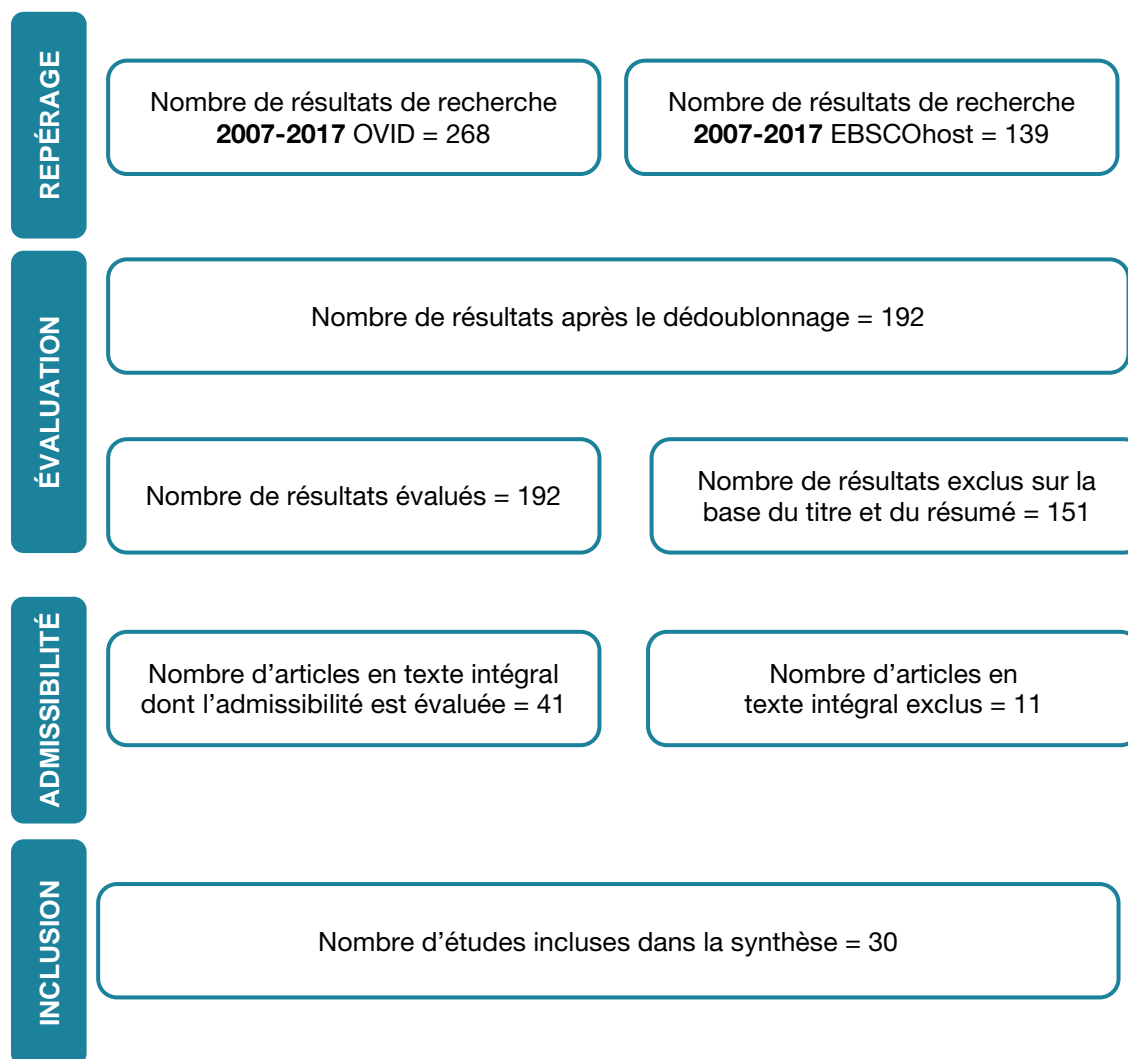 REPÉRAGE
Nombre de résultats de recherche
2007-2017 OVID = 268
Nombre de résultats de recherche
2007-2017 EBSCOhost = 139
ÉVALUATION
Nombre de résultats après le dédoublonnage = 192
Nombre de résultats évalués = 192
Nombre de résultats exclus sur la
base du titre et du résumé = 151
ADMISSIBILITÉ
Nombre d’articles en texte intégral
dont l’admissibilité est évaluée = 41
Nombre d’articles en
texte intégral exclus = 11
INCLUSION
Nombre d’études incluses dans la synthèse = 30